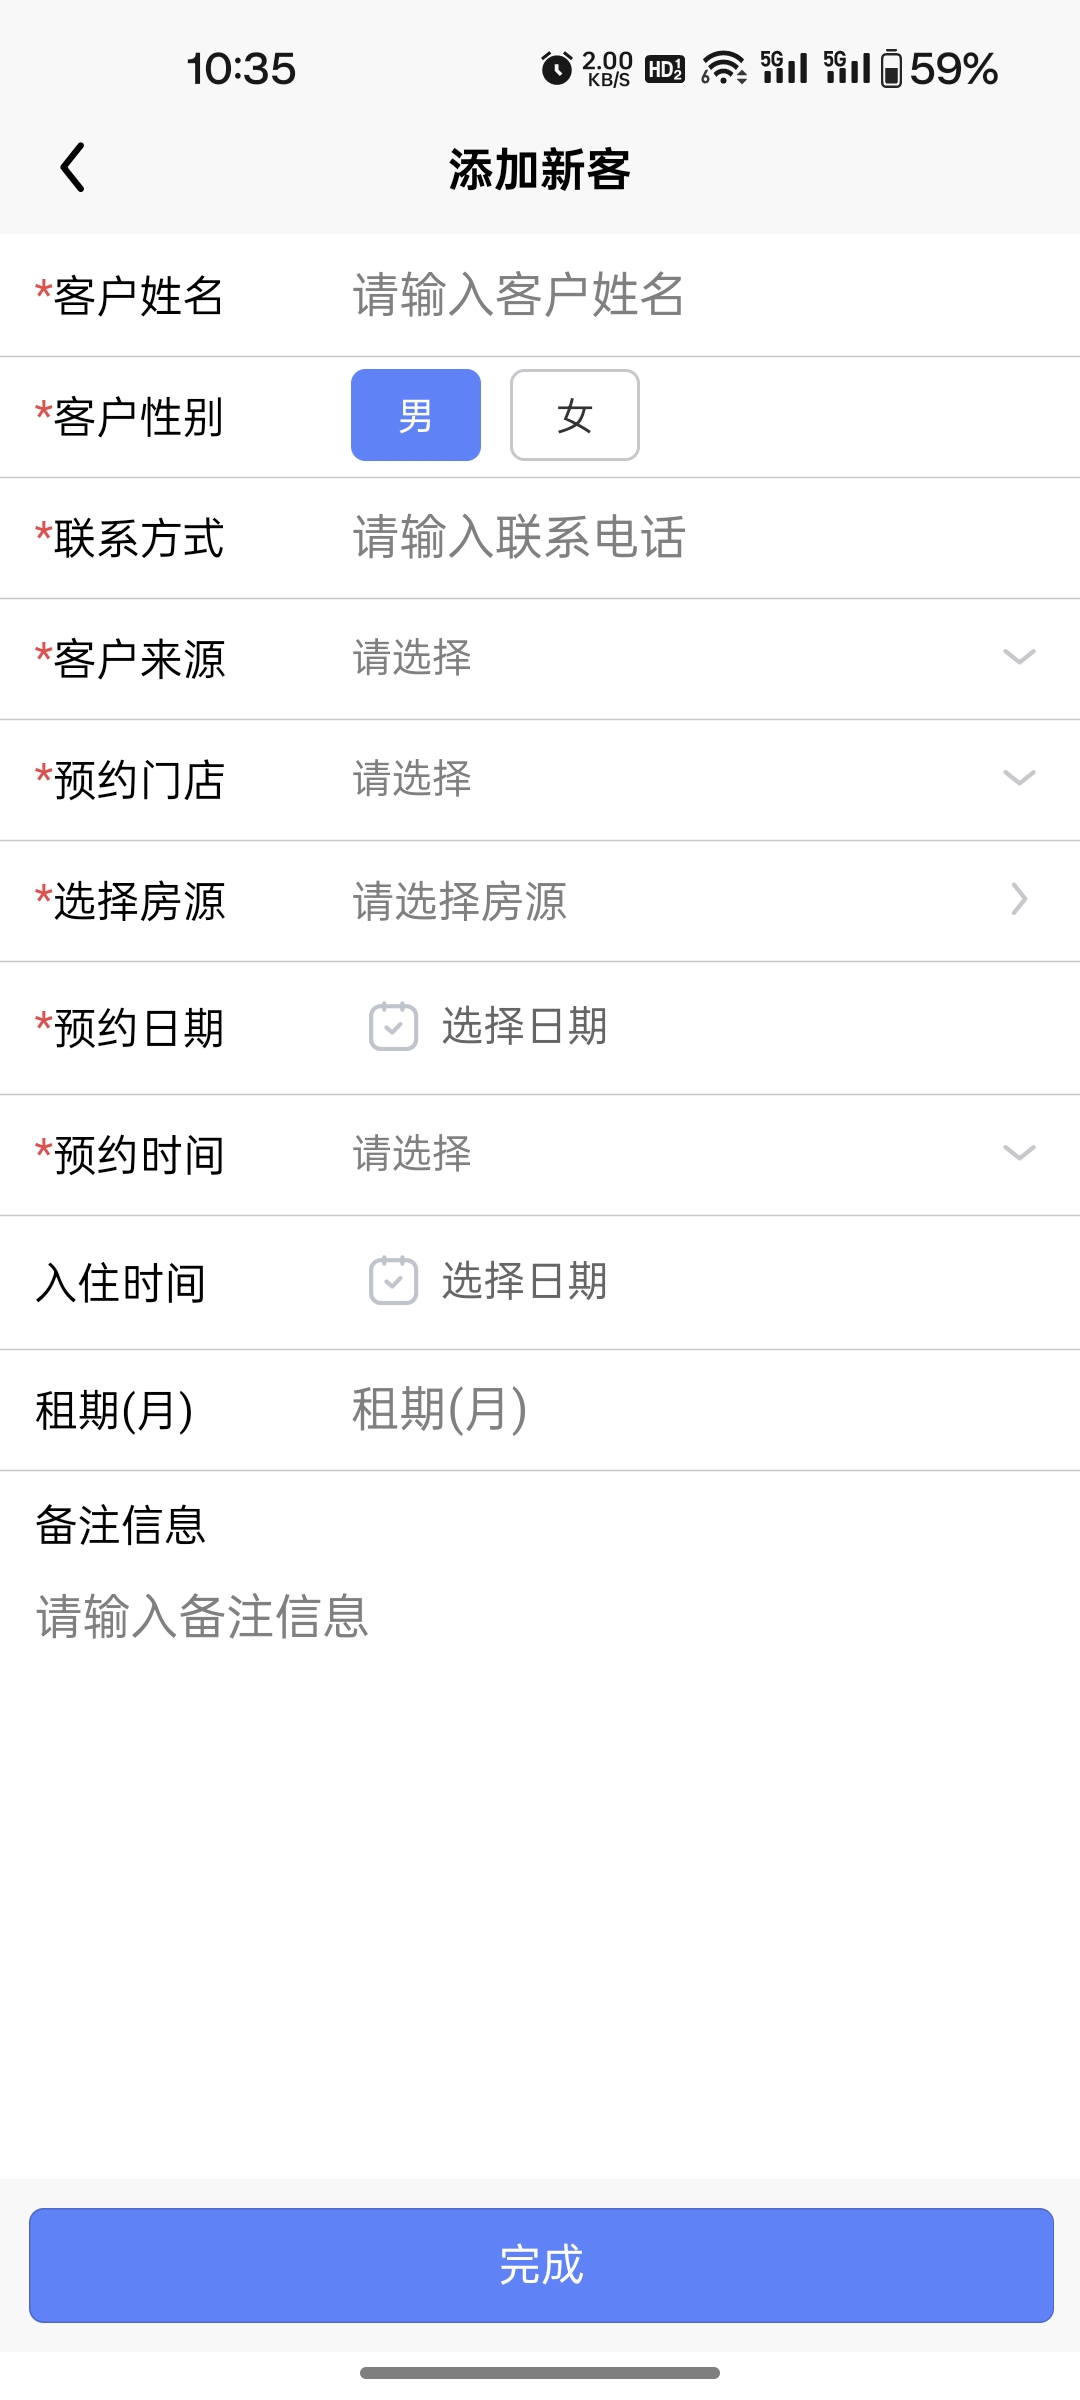 10:35 2.00 KB/S HD 1 2 6 5G 5G 59%
添加新客
*客户姓名 请输入客户姓名
*客户性别 男 女
*联系方式 请输入联系电话
*客户来源 请选择
*预约门店 请选择
*选择房源 请选择房源
*预约日期 选择日期
*预约时间 请选择
入住时间 选择日期
租期(月) 租期(月)
备注信息
请输入备注信息
完成